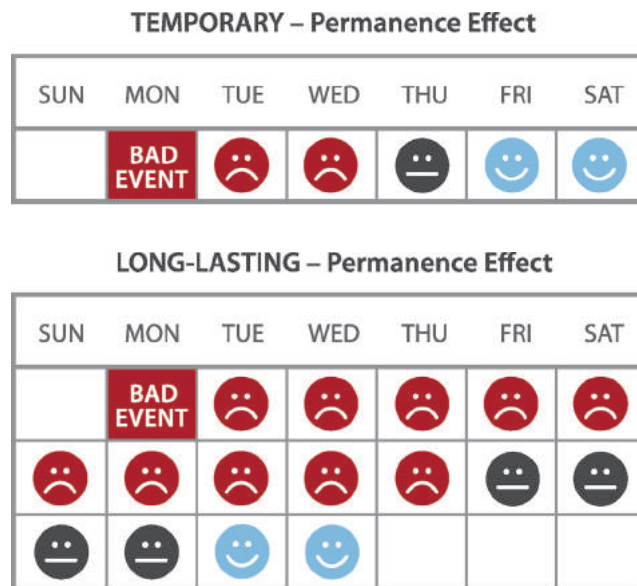 TEMPORARY – Permanence Effect
SUN MON TUE WED THU FRI SAT
BAD
EVENT
LONG-LASTING – Permanence Effect
SUN MON TUE WED THU FRI SAT
BAD
EVENT